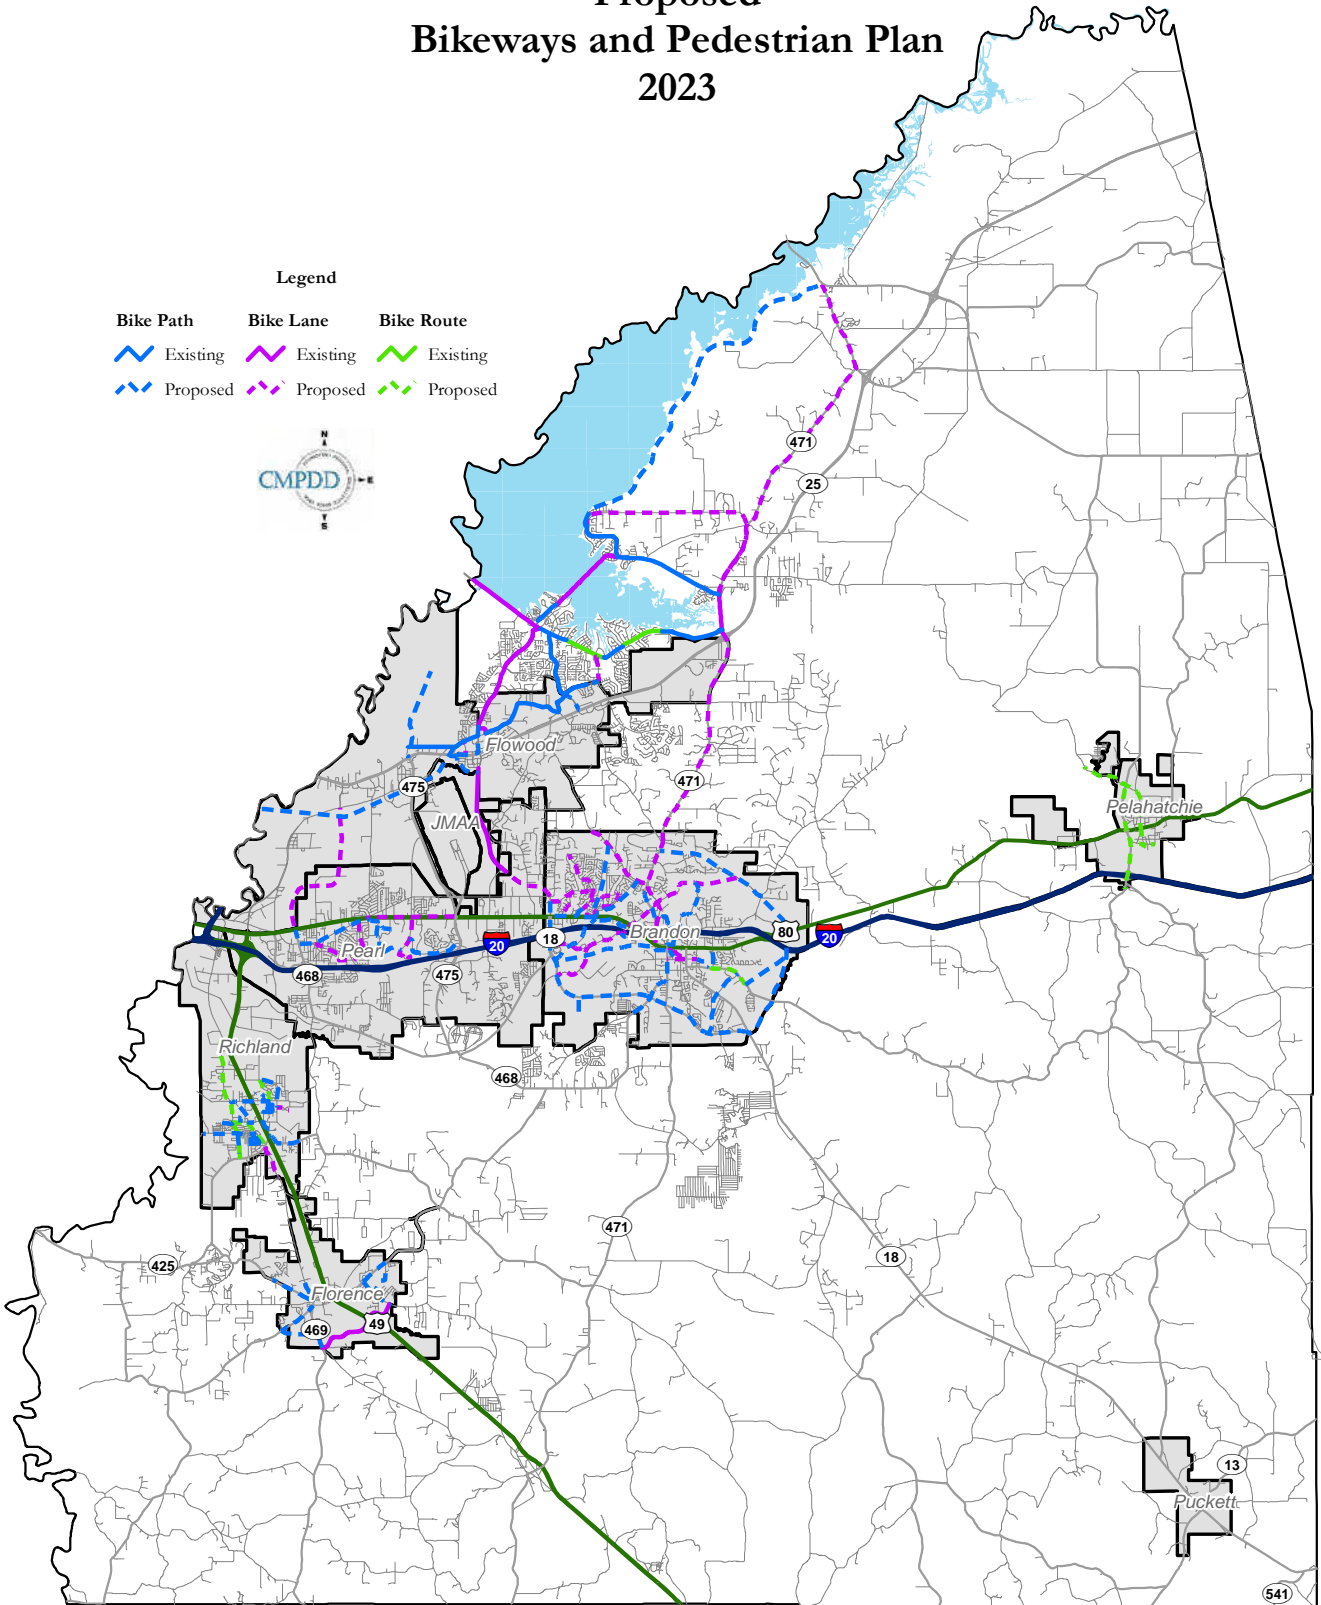 Proposed
Bikeways and Pedestrian Plan
2023
Legend
Bike Path Bike Lane Bike Route
Existing Existing Existing
Proposed Proposed Proposed
N
CMPDD E
S
471
25
Flowood
475
471
JMAA
Pelahatchie
Brandon
80
20
18
20
Pearl
468
475
Richland
468
471
18
425
Florence
469
49
13
Puckett
541